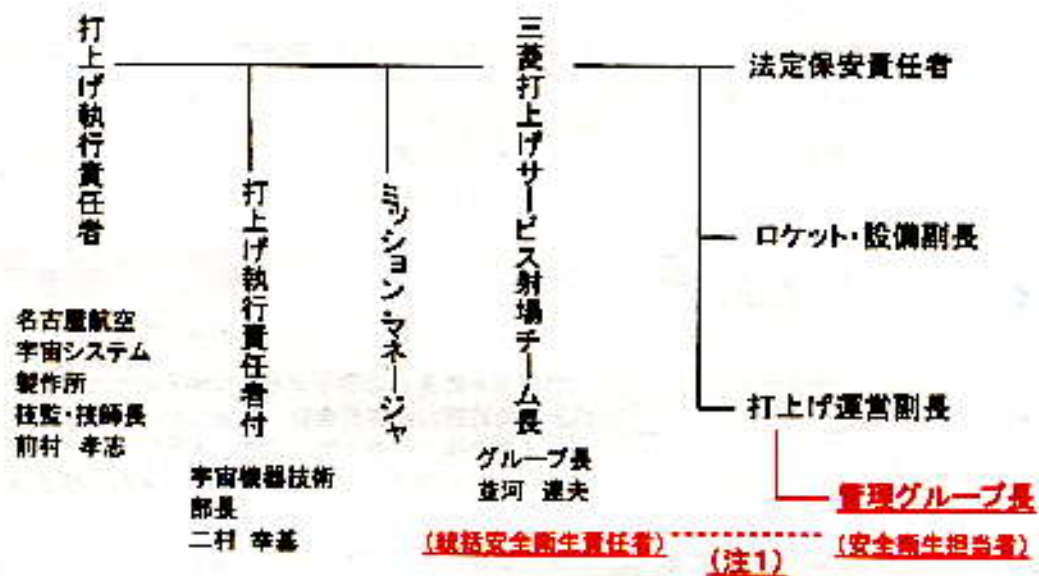 打上げ執行責任者
名古屋航空
宇宙システム
製作所
技監・技師長
前村 孝志
打上げ執行責任者付
宇宙機器技術
部長
二村 幸基
ミッション・マネージャ
三菱打上げサービス射場チーム長
グループ長
並河 達夫
(統括安全衛生責任者)
(注1)
法定保安責任者
ロケット・設備副長
打上げ運営副長
管理グループ長
(安全衛生担当者)